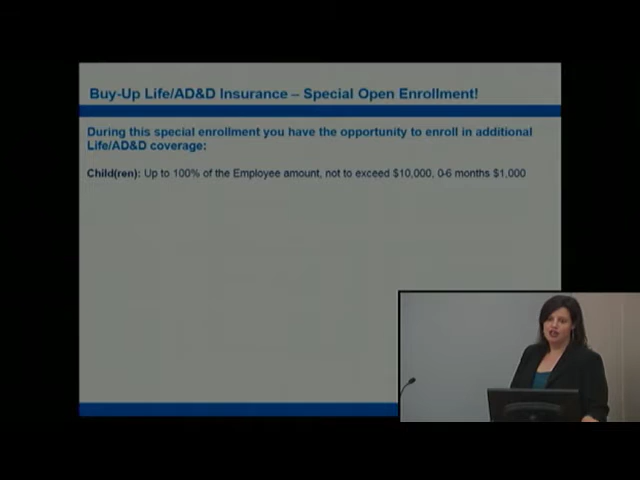 Buy-Up Life/AD&D Insurance – Special Open Enrollment!
During this special enrollment you have the opportunity to enroll in additional
Life/AD&D coverage:
Child(ren): Up to 100% of the Employee amount, not to exceed $10,000, 0-6 months $1,000